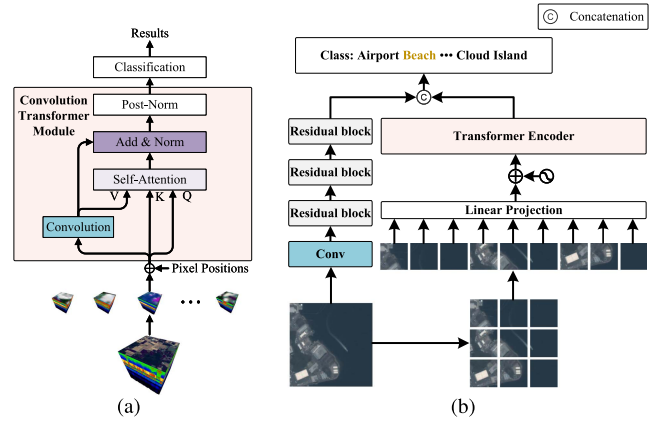 Results
Classification
Convolution
Transformer
Module
Post-Norm
Add & Norm
Self-Attention
V
K
Q
Convolution
Pixel Positions
(a)
C Concatenation
Class: Airport Beach ••• Cloud Island
C
Residual block
Residual block
Residual block
Conv
Transformer Encoder
Linear Projection
(b)